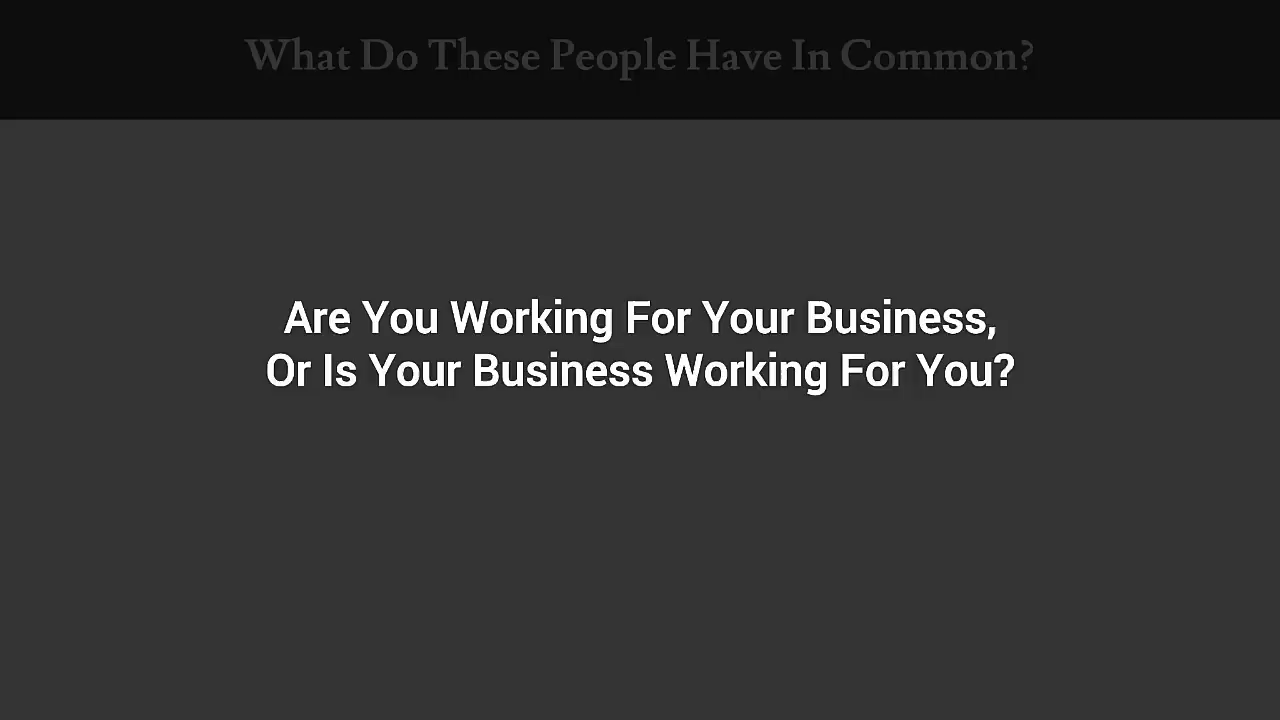 What Do These People Have In Common?
Are You Working For Your Business,
Or Is Your Business Working For You?